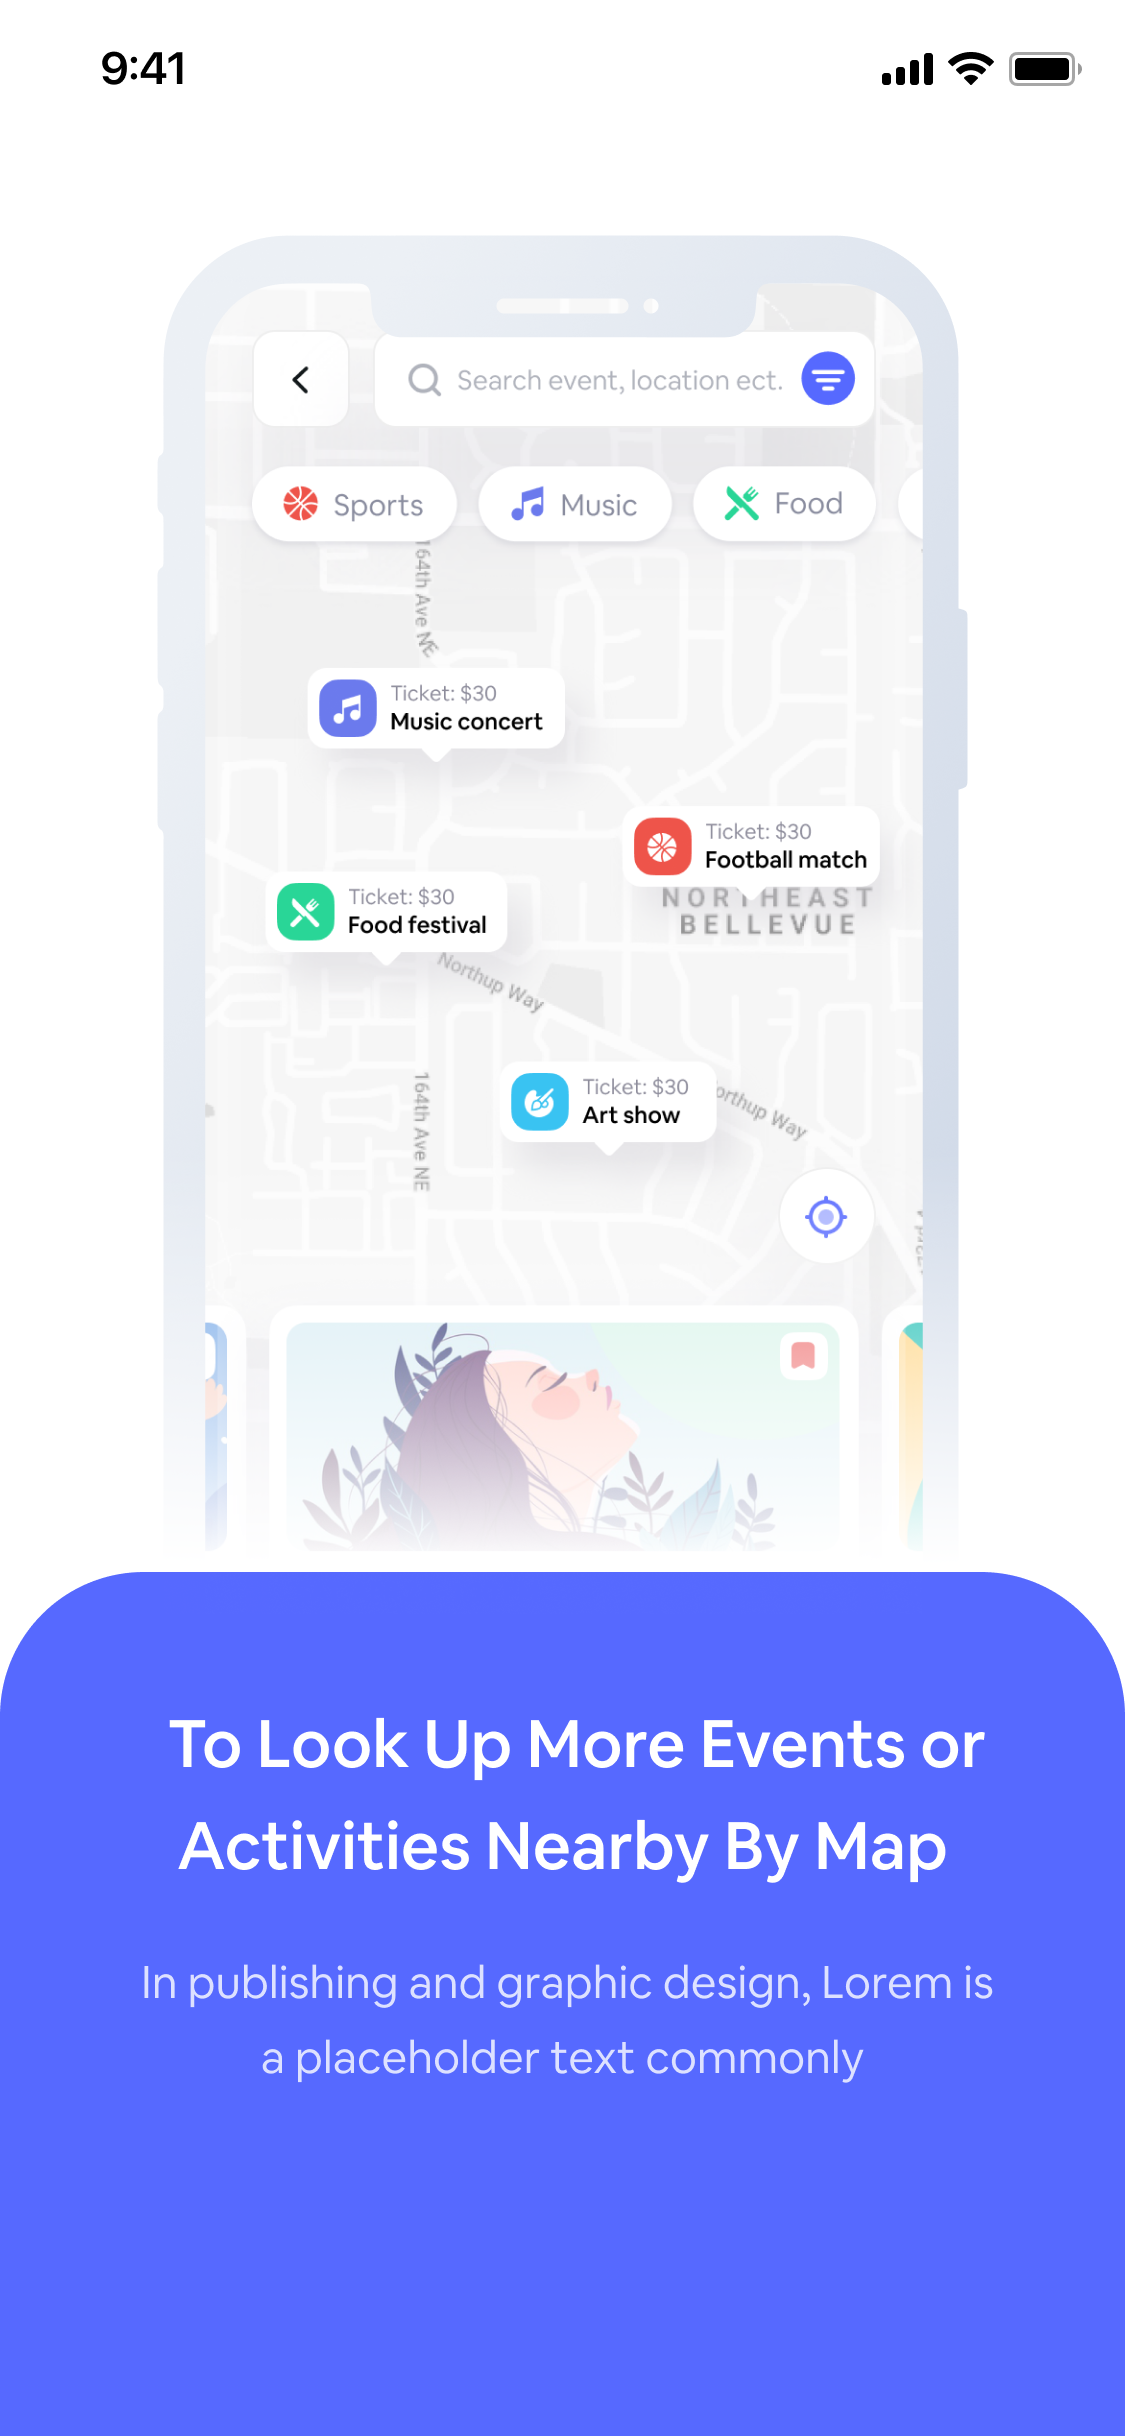 9:41
Search event, location ect.
Sports
Music
Food
164th Ave NE
Ticket: $30
Music concert
Ticket: $30
Football match
NORTHEAST
BELLEVUE
Ticket: $30
Food festival
Northup Way
Ticket: $30
Art show
orthup Way
164th Ave NE
To Look Up More Events or
Activities Nearby By Map
In publishing and graphic design, Lorem is
a placeholder text commonly